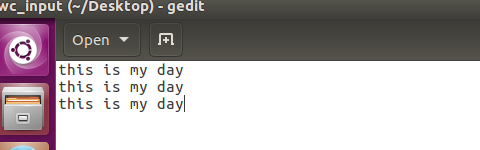 wc_input (~/Desktop) - gedit
Open
this is my day
this is my day
this is my day